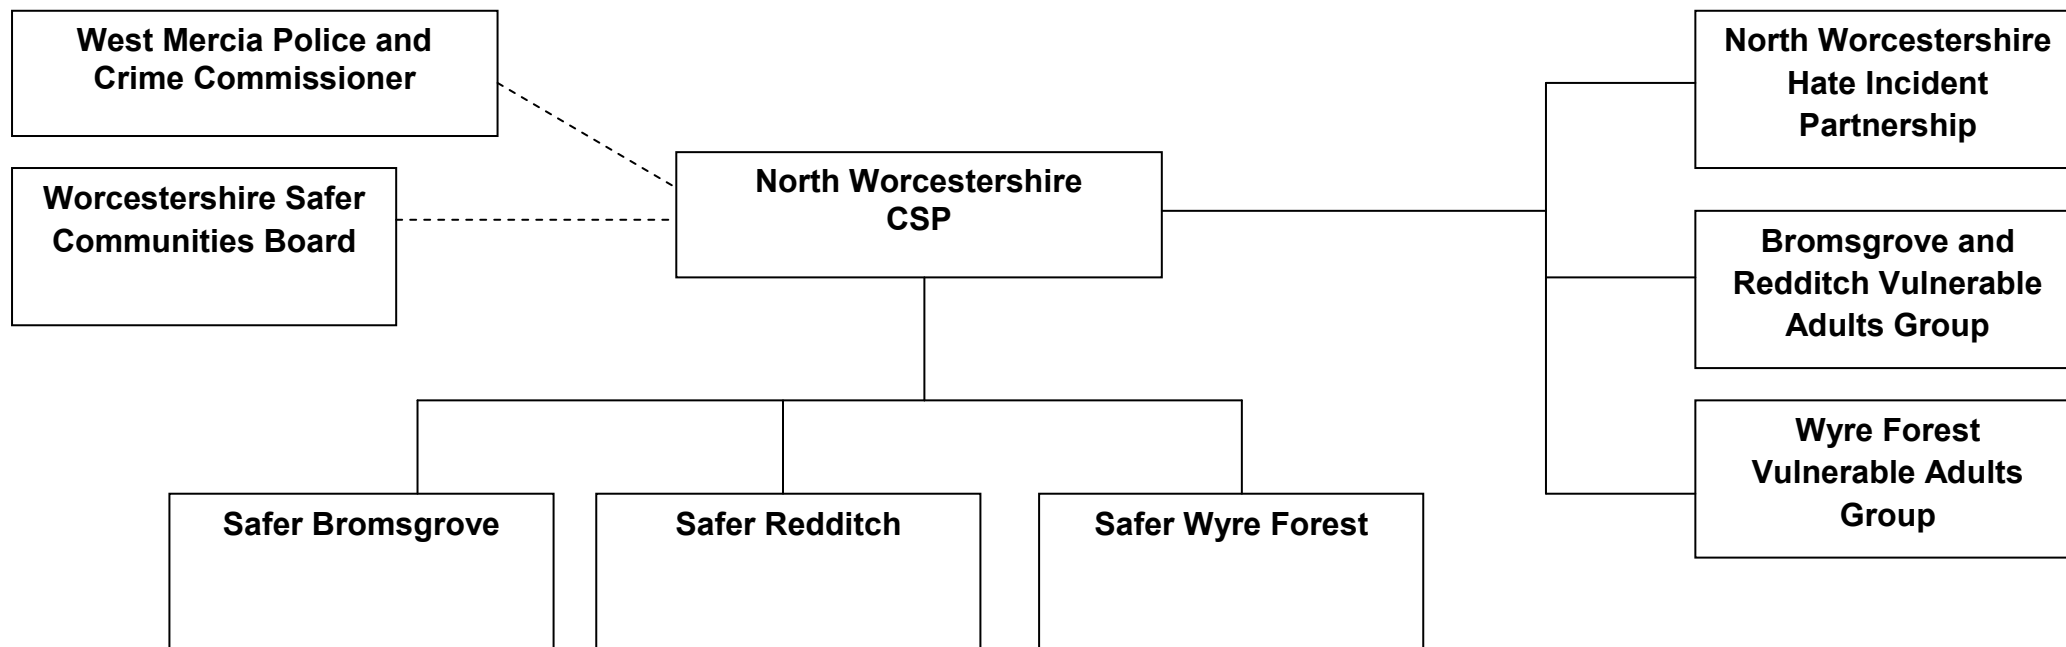 West Mercia Police and
Crime Commissioner
Worcestershire Safer
Communities Board
North Worcestershire
CSP
North Worcestershire
Hate Incident
Partnership
Bromsgrove and
Redditch Vulnerable
Adults Group
Wyre Forest
Vulnerable Adults
Group
Safer Bromsgrove
Safer Redditch
Safer Wyre Forest